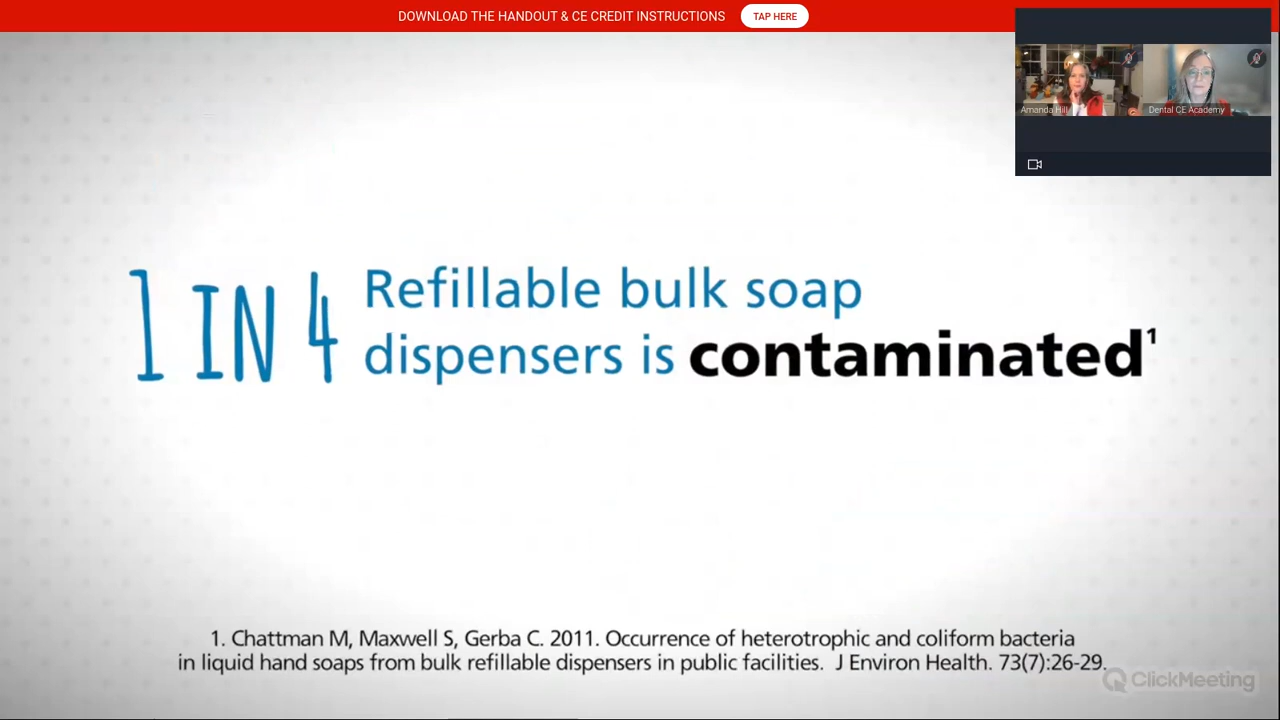 DOWNLOAD THE HANDOUT & CE CREDIT INSTRUCTIONS TAP HERE
Amanda Hill
Dental CE Academy
1 IN 4 Refillable bulk soap
dispensers is contaminated¹
1. Chattman M, Maxwell S, Gerba C. 2011. Occurrence of heterotrophic and coliform bacteria
in liquid hand soaps from bulk refillable dispensers in public facilities. J Environ Health. 73(7):26-29.
ClickMeeting